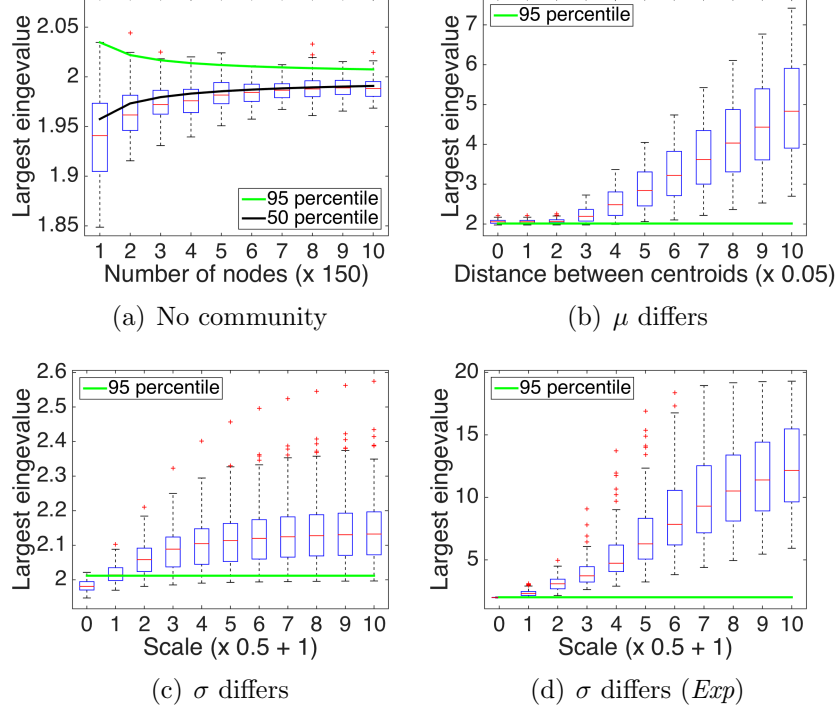 2.05
2
1.95
1.9
1.85
Largest eingevalue
95 percentile
95 percentile
50 percentile
1 2 3 4 5 6 7 8 9 10
Number of nodes (x 150)
(a) No community
7
6
5
4
3
2
Largest eingevalue
95 percentile
0 1 2 3 4 5 6 7 8 9 10
Distance between centroids (x 0.05)
(b) μ differs
2.6
2.5
2.4
2.3
2.2
2.1
2
Largest eingevalue
95 percentile
0 1 2 3 4 5 6 7 8 9 10
Scale (x 0.5 + 1)
(c) σ differs
20
15
10
5
Largest eingevalue
95 percentile
0 1 2 3 4 5 6 7 8 9 10
Scale (x 0.5 + 1)
(d) σ differs (Exp)